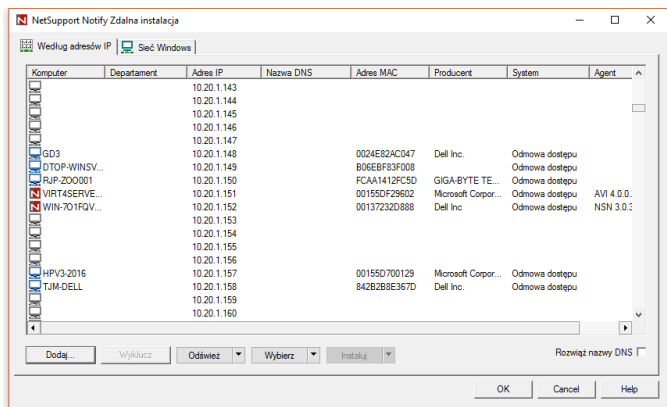 NetSupport Notify Zdalna instalacja
Według adresów IP Sieć Windows
Komputer Departament Adres IP Nazwa DNS Adres MAC Producent System Agent
10.20.1.143
10.20.1.144
10.20.1.145
10.20.1.146
10.20.1.147
GD3 10.20.1.148 0024E82AC047 Dell Inc. Odmowa dostępu
DTOP-WINSV... 10.20.1.149 B06EBF83F008 Odmowa dostępu
RJP-ZOO001 10.20.1.150 FCAA1412FC5D GIGA-BYTE TE... Odmowa dostępu
VIRT4SERVE... 10.20.1.151 00155DF29602 Microsoft Corpor... Odmowa dostępu AVI 4.0.0.
WIN-7O1FQV... 10.20.1.152 00137232D888 Dell Inc Odmowa dostępu NSN 3.0.3
10.20.1.153
10.20.1.154
10.20.1.155
10.20.1.156
HPV3-2016 10.20.1.157 00155D700129 Microsoft Corpor... Odmowa dostępu
TJM-DELL 10.20.1.158 842B2B8E367D Dell Inc. Odmowa dostępu
10.20.1.159
10.20.1.160
Dodaj... Wyklucz Odśwież Wybierz Instaluj Rozwiąż nazwy DNS
OK Cancel Help